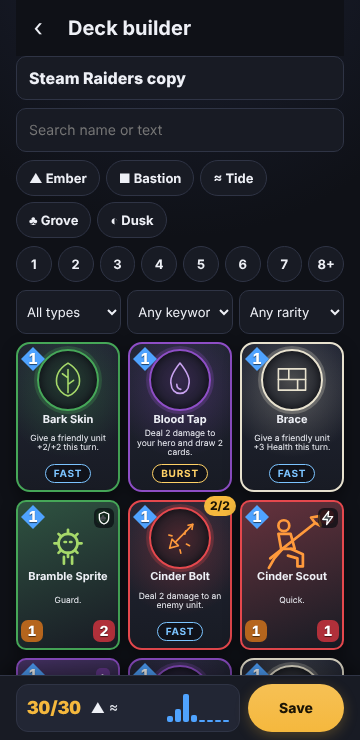 Deck builder
Steam Raiders copy
Search name or text
Ember
Bastion
Tide
Grove
Dusk
1 2 3 4 5 6 7 8+
All types
Any keywor
Any rarity
1
Bark Skin
Give a friendly unit
+2/+2 this turn.
FAST
1
Blood Tap
Deal 2 damage to
your hero and draw 2
cards.
BURST
1
Brace
Give a friendly unit
+3 Health this turn.
FAST
1
Bramble Sprite
Guard.
1 2
2/2
1
Cinder Bolt
Deal 2 damage to an
enemy unit.
FAST
1
Cinder Scout
Quick.
1 1
1 1 1
30/30
Save